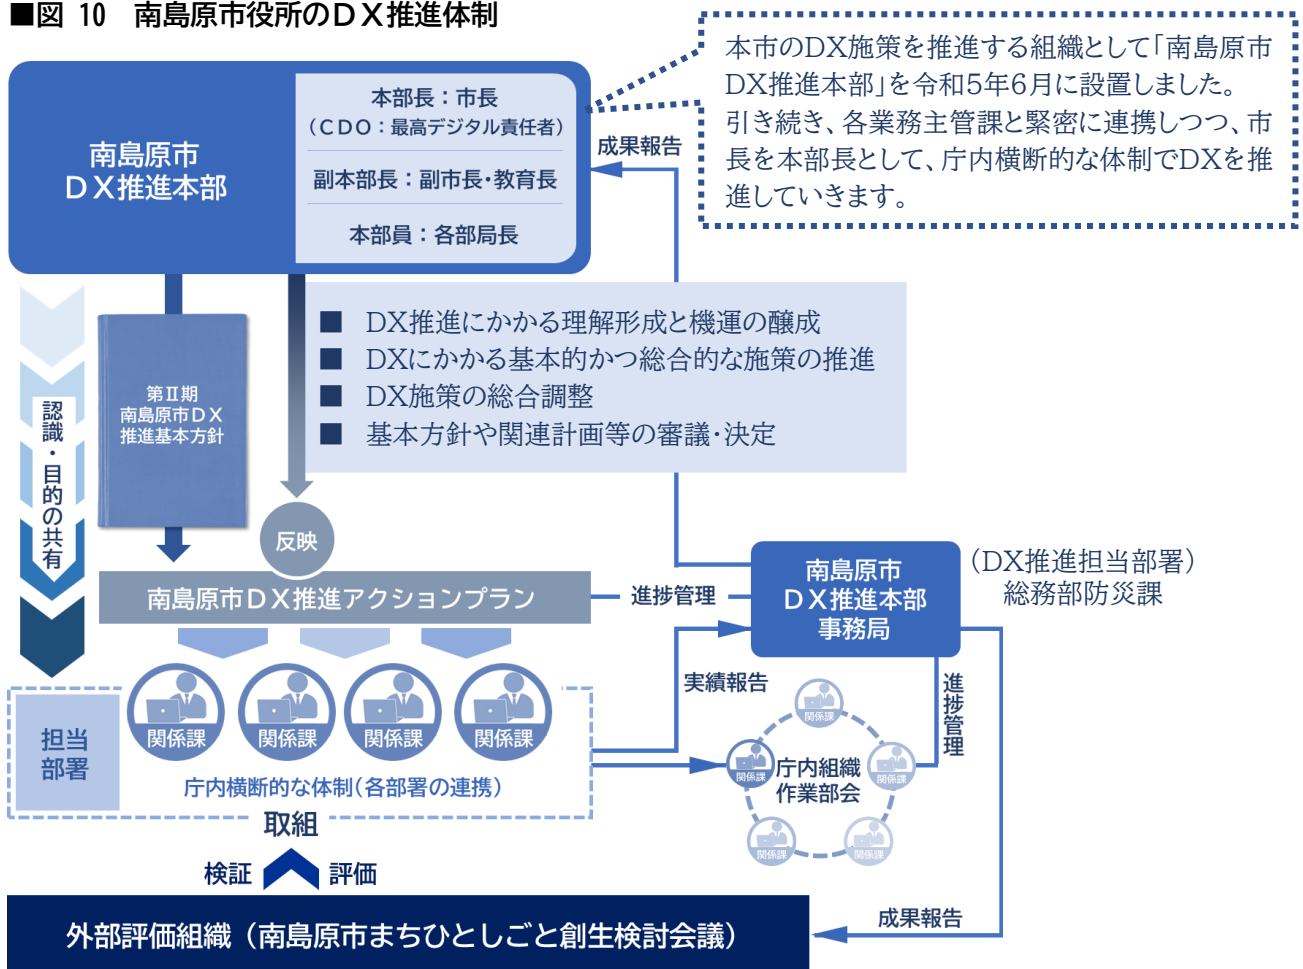 ■図 10 南島原市役所のＤＸ推進体制
本市のDX施策を推進する組織として「南島原市
DX推進本部」を令和5年6月に設置しました。
引き続き、各業務主管課と緊密に連携しつつ、市
長を本部長として、庁内横断的な体制でDXを推
進していきます。
南島原市
ＤＸ推進本部
本部長：市長
（ＣＤＯ：最高デジタル責任者）
副本部長：副市長・教育長
本部員：各部局長
成果報告
■ DX推進にかかる理解形成と機運の醸成
■ DXにかかる基本的かつ総合的な施策の推進
■ DX施策の総合調整
■ 基本方針や関連計画等の審議・決定
認識・目的の共有
第Ⅱ期
南島原市ＤＸ
推進基本方針
反映
南島原市ＤＸ推進アクションプラン
進捗管理
南島原市
ＤＸ推進本部
事務局
（DX推進担当部署）
総務部防災課
担当
部署
関係課
関係課
関係課
関係課
庁内横断的な体制（各部署の連携）
取組
実績報告
進捗管理
関係課
関係課
関係課
関係課
関係課
庁内組織
作業部会
検証
評価
外部評価組織（南島原市まちひとしごと創生検討会議）
成果報告